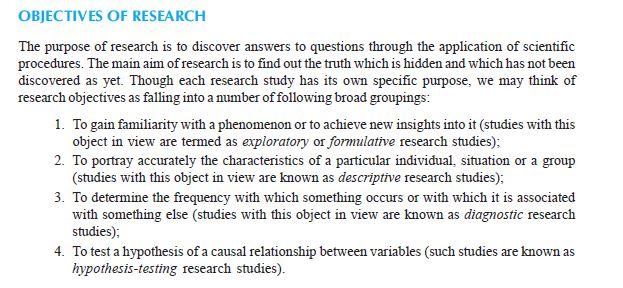 OBJECTIVES OF RESEARCH
The purpose of research is to discover answers to questions through the application of scientific
procedures. The main aim of research is to find out the truth which is hidden and which has not been
discovered as yet. Though each research study has its own specific purpose, we may think of
research objectives as falling into a number of following broad groupings:
1. To gain familiarity with a phenomenon or to achieve new insights into it (studies with this
object in view are termed as exploratory or formulative research studies);
2. To portray accurately the characteristics of a particular individual, situation or a group
(studies with this object in view are known as descriptive research studies);
3. To determine the frequency with which something occurs or with which it is associated
with something else (studies with this object in view are known as diagnostic research
studies);
4. To test a hypothesis of a causal relationship between variables (such studies are known as
hypothesis-testing research studies).